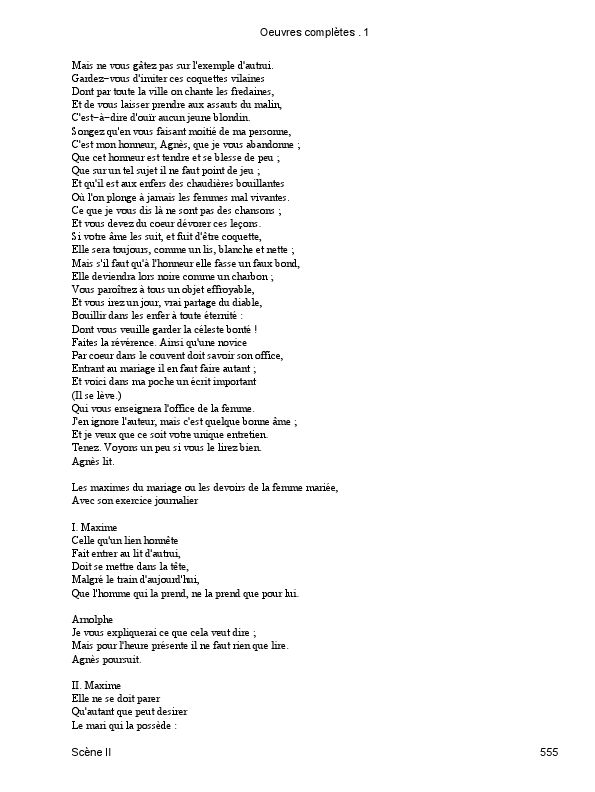 Oeuvres complètes . 1
Mais ne vous gâtez pas sur l'exemple d'autrui.
Gardez-vous d'imiter ces coquettes vilaines
Dont par toute la ville on chante les fredaines,
Et de vous laisser prendre aux assauts du malin,
C'est-à-dire d'ouïr aucun jeune blondin.
Songez qu'en vous faisant moitié de ma personne,
C'est mon honneur, Agnès, que je vous abandonne ;
Que cet honneur est tendre et se blesse de peu ;
Que sur un tel sujet il ne faut point de jeu ;
Et qu'il est aux enfers des chaudières bouillantes
Où l'on plonge à jamais les femmes mal vivantes.
Ce que je vous dis là ne sont pas des chansons ;
Et vous devez du coeur dévorer ces leçons.
Si votre âme les suit, et fuit d'être coquette,
Elle sera toujours, comme un lis, blanche et nette ;
Mais s'il faut qu'à l'honneur elle fasse un faux bond,
Elle deviendra lors noire comme un charbon ;
Vous paroîtrez à tous un objet effroyable,
Et vous irez un jour, vrai partage du diable,
Bouillir dans les enfer à toute éternité :
Dont vous veuille garder la céleste bonté !
Faites la révérence. Ainsi qu'une novice
Par coeur dans le couvent doit savoir son office,
Entrant au mariage il en faut faire autant ;
Et voici dans ma poche un écrit important
(Il se lève.)
Qui vous enseignera l'office de la femme.
J'en ignore l'auteur, mais c'est quelque bonne âme ;
Et je veux que ce soit votre unique entretien.
Tenez. Voyons un peu si vous le lirez bien.
Agnès lit.
Les maximes du mariage ou les devoirs de la femme mariée,
Avec son exercice journalier
I. Maxime
Celle qu'un lien honnête
Fait entrer au lit d'autrui,
Doit se mettre dans la tête,
Malgré le train d'aujourd'hui,
Que l'homme qui la prend, ne la prend que pour lui.
Arnolphe
Je vous expliquerai ce que cela veut dire ;
Mais pour l'heure présente il ne faut rien que lire.
Agnès poursuit.
II. Maxime
Elle ne se doit parer
Qu'autant que peut desirer
Le mari qui la possède :
Scène II
555